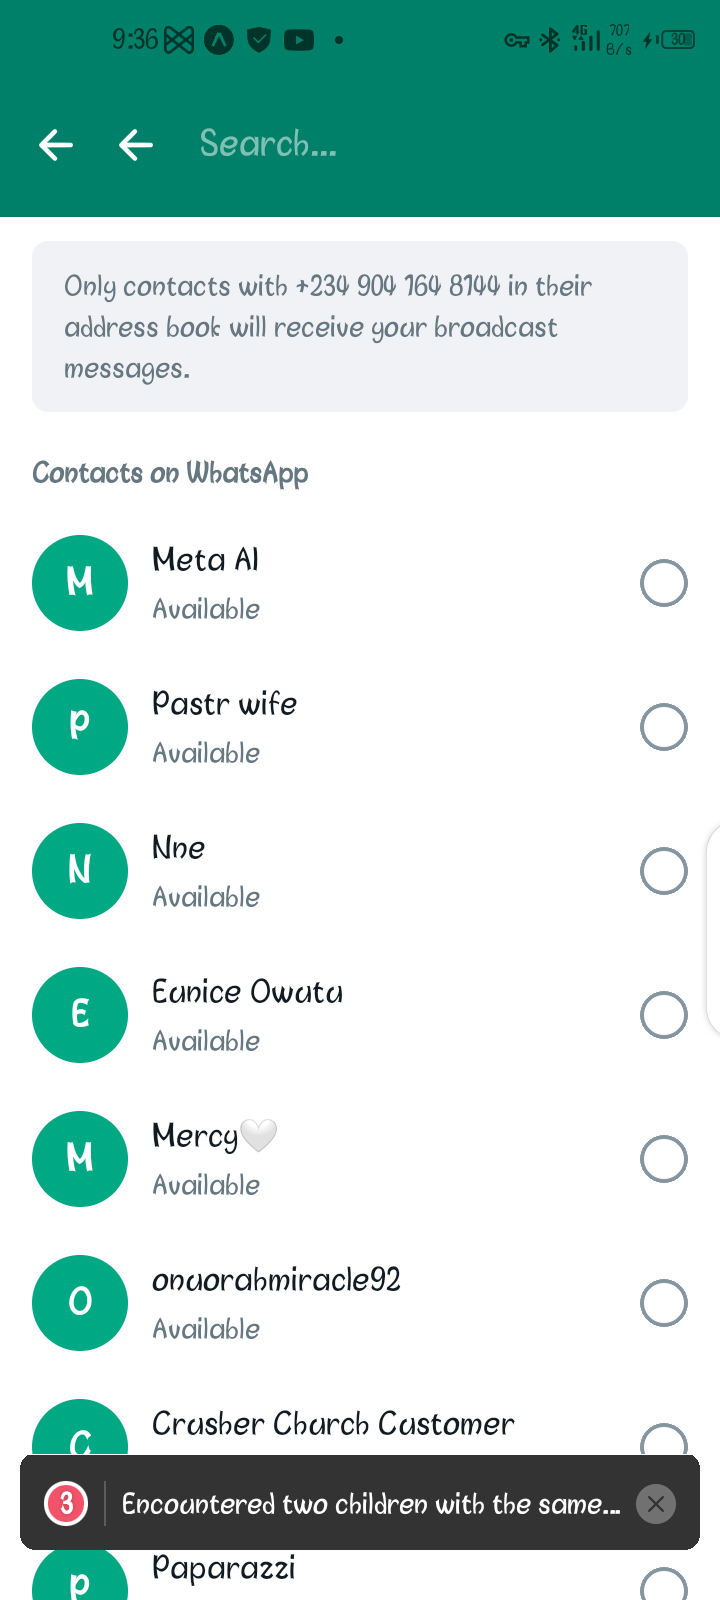 9:36 4G 707 B/s 30
Search...
Only contacts with +234 904 164 8144 in their
address book will receive your broadcast
messages.
Contacts on WhatsApp
M Meta AI
Available
P Pastr wife
Available
N Nne
Available
E Eunice Owuta
Available
M Mercy🤍
Available
O onuorahmiracle92
Available
C Crusher Church Customer
3 Encountered two children with the same...
P Paparazzi